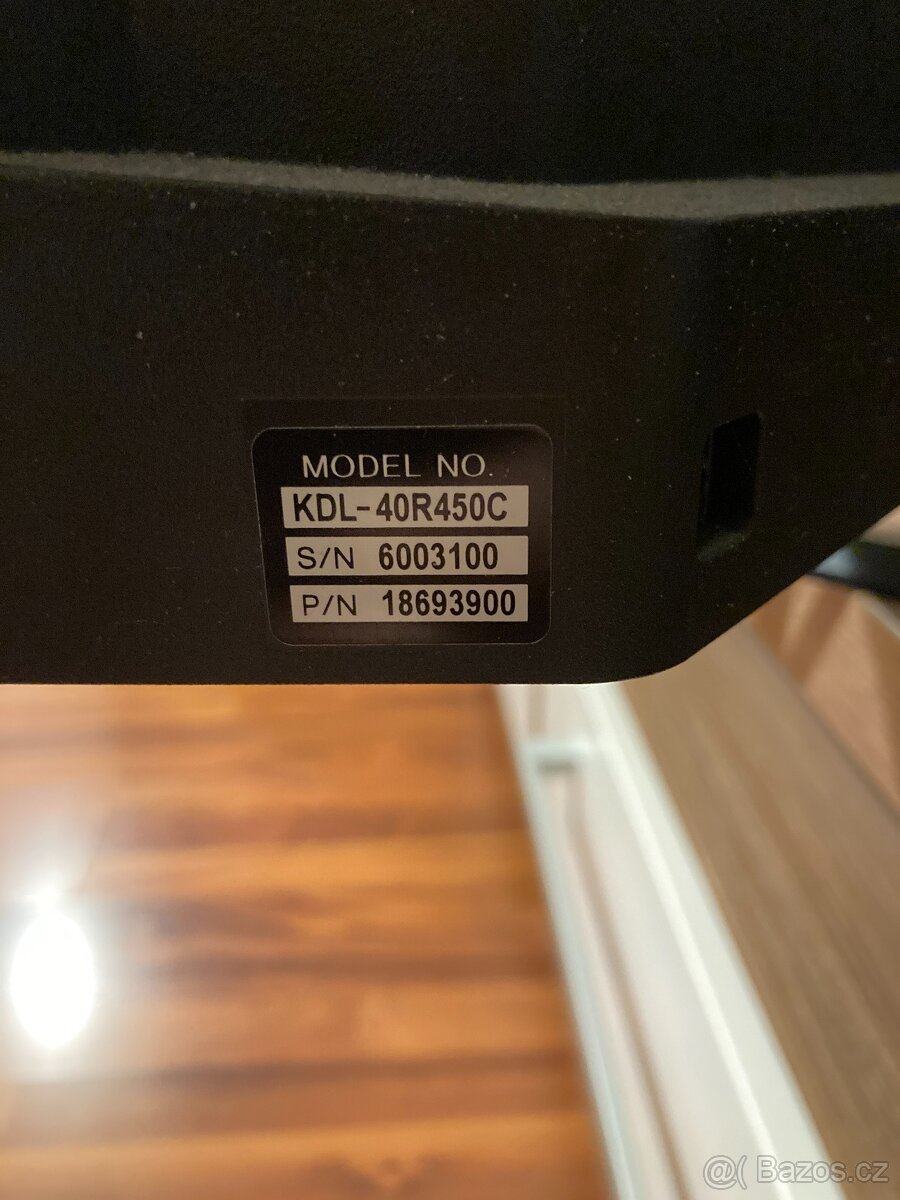 MODEL NO.
KDL-40R450C
S/N 6003100
P/N 18693900
@( Bazos.cz